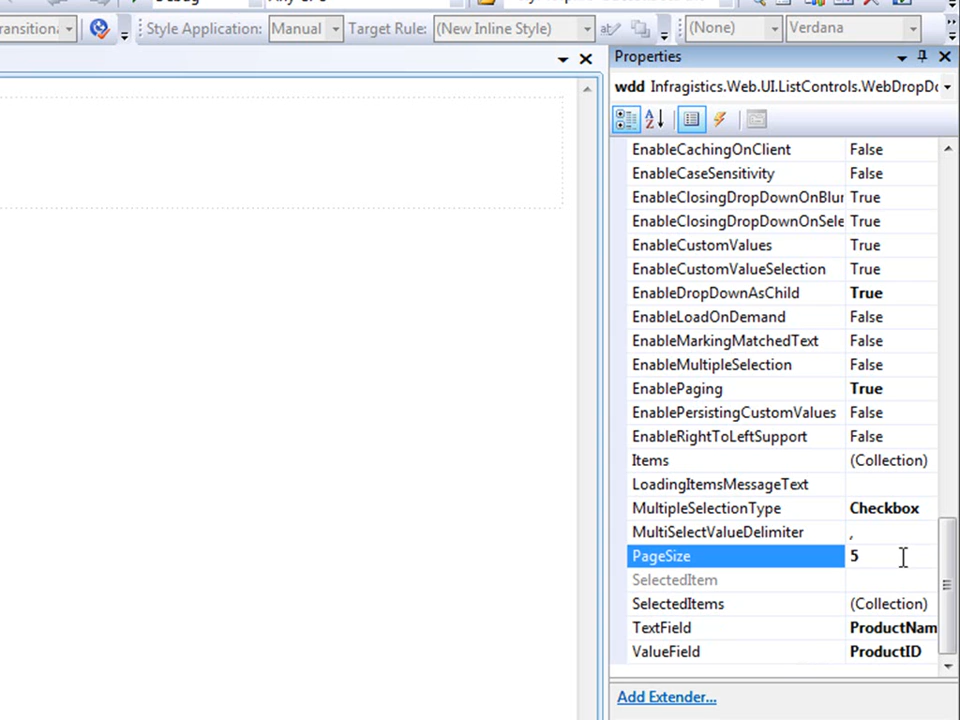 ransitiona Style Application: Manual Target Rule: (New Inline Style) (None) Verdana
Properties
wdd Infragistics.Web.UI.ListControls.WebDropDo
EnableCachingOnClient False
EnableCaseSensitivity False
EnableClosingDropDownOnBlur True
EnableClosingDropDownOnSele True
EnableCustomValues True
EnableCustomValueSelection True
EnableDropDownAsChild True
EnableLoadOnDemand False
EnableMarkingMatchedText False
EnableMultipleSelection False
EnablePaging True
EnablePersistingCustomValues False
EnableRightToLeftSupport False
Items (Collection)
LoadingItemsMessageText
MultipleSelectionType Checkbox
MultiSelectValueDelimiter ,
PageSize 5
SelectedItem
SelectedItems (Collection)
TextField ProductNam
ValueField ProductID
Add Extender...